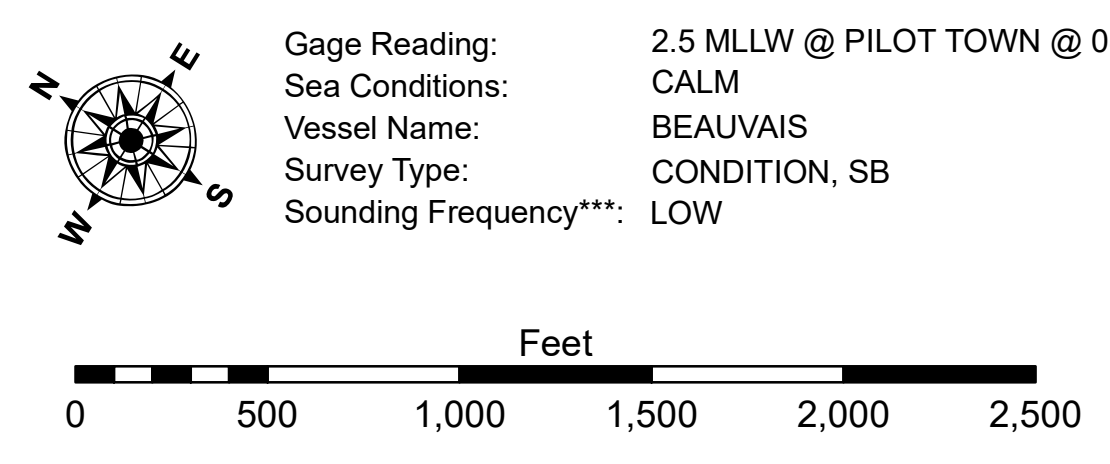 N
E
S
W
Gage Reading: 2.5 MLLW @ PILOT TOWN @ 0
Sea Conditions: CALM
Vessel Name: BEAUVAIS
Survey Type: CONDITION, SB
Sounding Frequency***: LOW
Feet
0 500 1,000 1,500 2,000 2,500